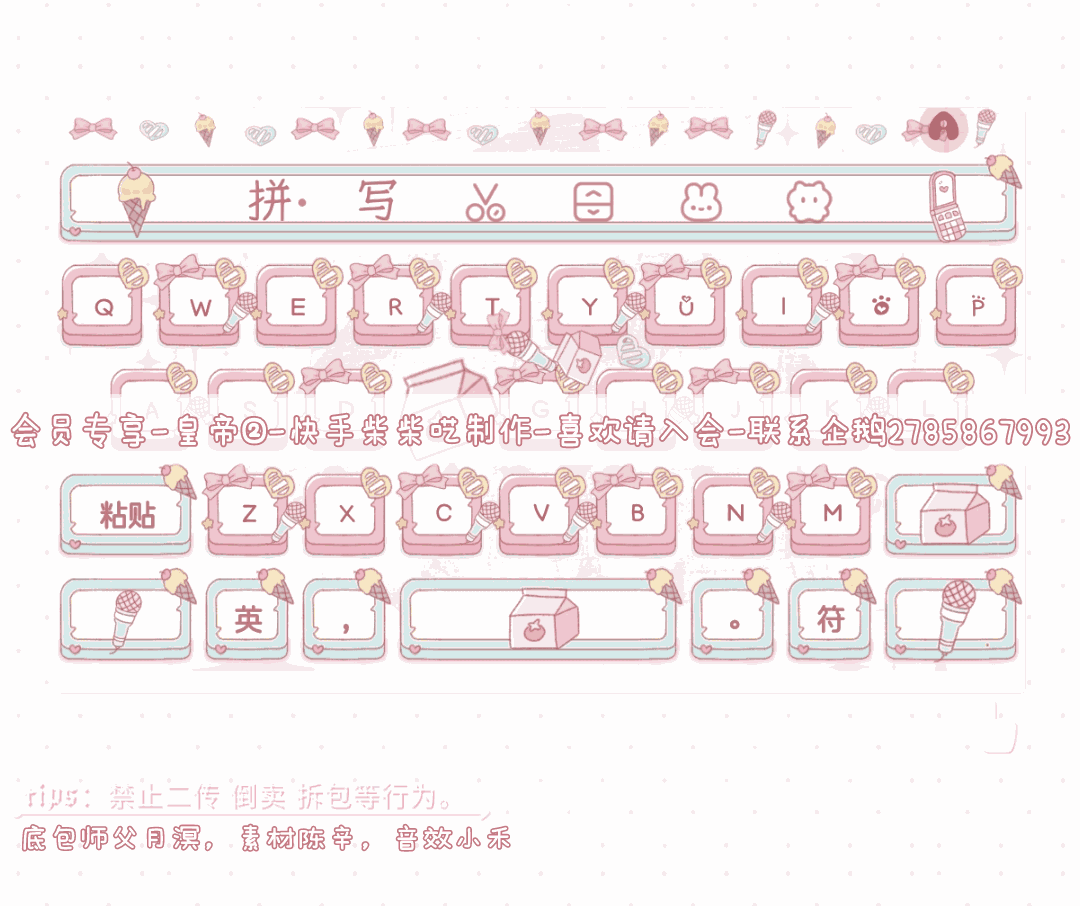 拼· 写
Q W E R T Y U I P
A S D G H J K L
会员专享-皇帝②-快手柴柴哎制作-喜欢请入会-联系企鹅2785867993
粘贴 Z X C V B N M
英 , 。 符
rips: 禁止二传 倒卖 拆包等行为。
底包师父月溟, 素材陈辛, 音效小禾